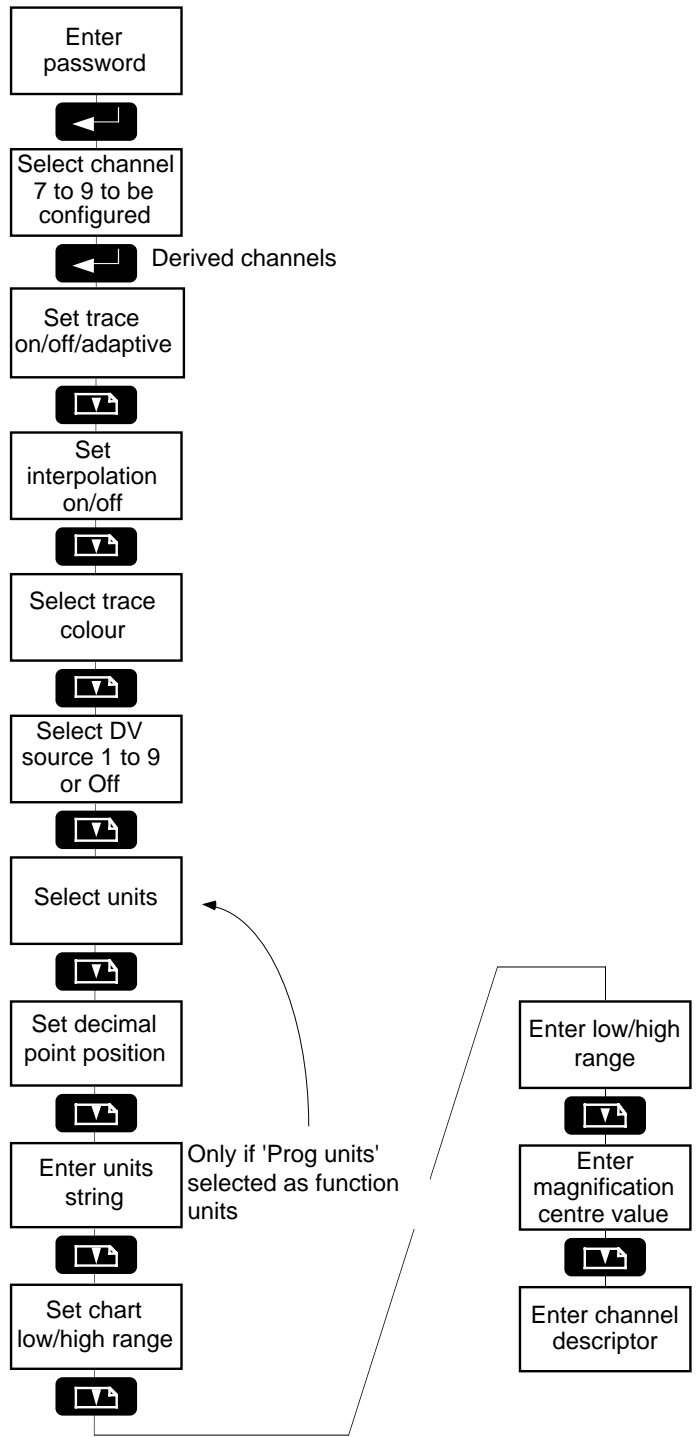 Enter
password
Select channel
7 to 9 to be
configured
Derived channels
Set trace
on/off/adaptive
Set
interpolation
on/off
Select trace
colour
Select DV
source 1 to 9
or Off
Select units
Set decimal
point position
Enter units
string
Only if 'Prog units'
selected as function
units
Set chart
low/high range
Enter low/high
range
Enter
magnification
centre value
Enter channel
descriptor